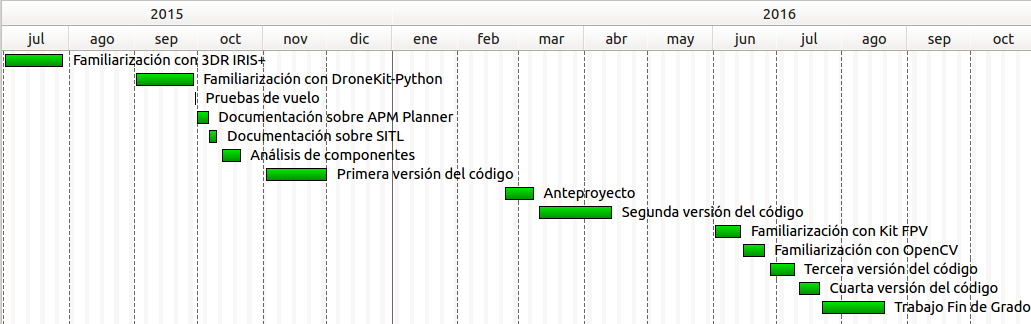 2015 2016
jul ago sep oct nov dic ene feb mar abr may jun jul ago sep oct
Familiarización con 3DR IRIS+
Familiarización con DroneKit-Python
Pruebas de vuelo
Documentación sobre APM Planner
Documentación sobre SITL
Análisis de componentes
Primera versión del código
Anteproyecto
Segunda versión del código
Familiarización con Kit FPV
Familiarización con OpenCV
Tercera versión del código
Cuarta versión del código
Trabajo Fin de Grado